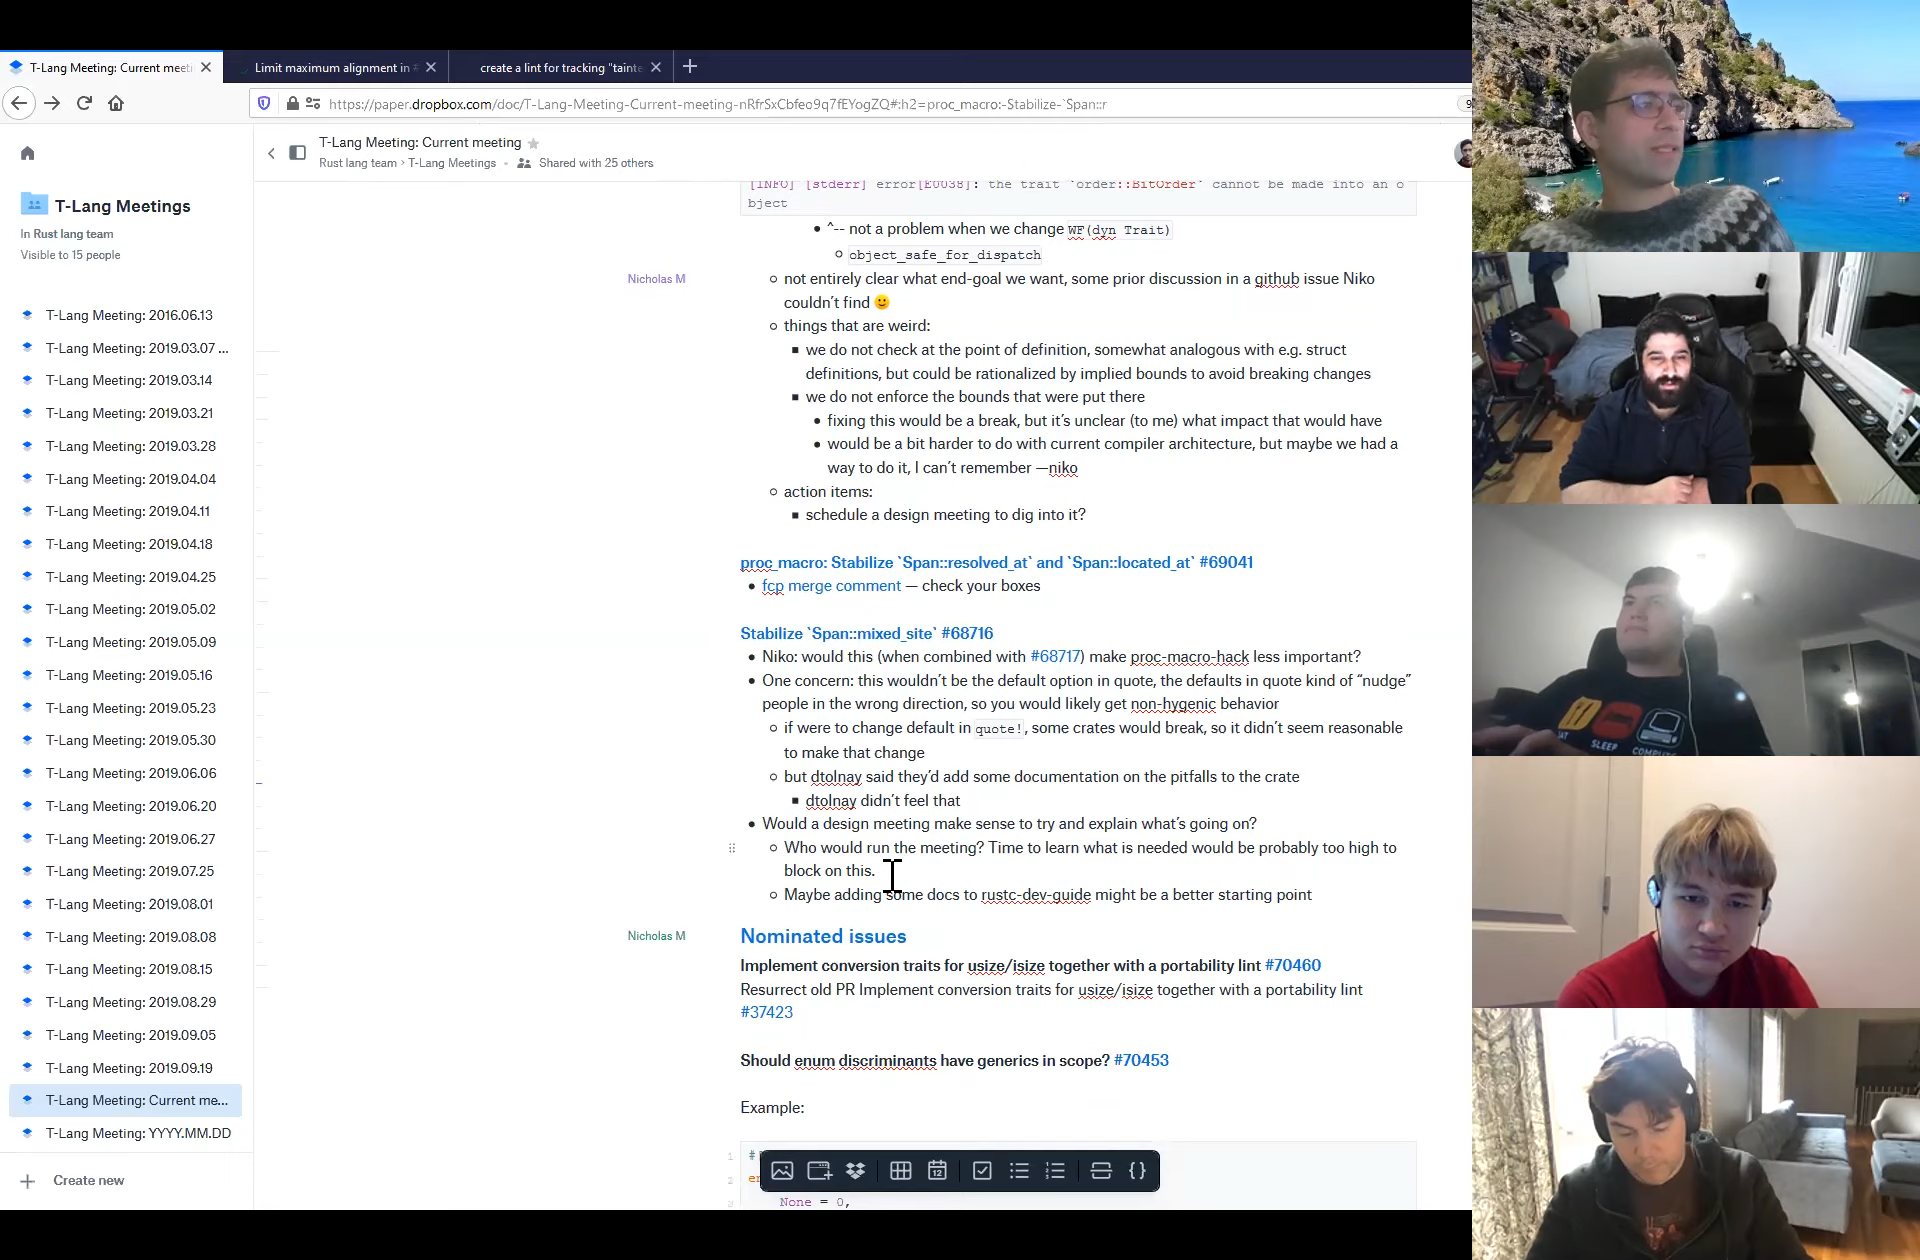 T-Lang Meeting: Current meeti
Limit maximum alignment in #
create a lint for tracking "tainte
https://paper.dropbox.com/doc/T-Lang-Meeting-Current-meeting-nRfrSxCbfeo9q7fEYogZQ#:h2=proc_macro:-Stabilize-`Span::r
T-Lang Meeting: Current meeting
Rust lang team › T-Lang Meetings • Shared with 25 others
T-Lang Meetings
In Rust lang team
Visible to 15 people
T-Lang Meeting: 2016.06.13
T-Lang Meeting: 2019.03.07 ...
T-Lang Meeting: 2019.03.14
T-Lang Meeting: 2019.03.21
T-Lang Meeting: 2019.03.28
T-Lang Meeting: 2019.04.04
T-Lang Meeting: 2019.04.11
T-Lang Meeting: 2019.04.18
T-Lang Meeting: 2019.04.25
T-Lang Meeting: 2019.05.02
T-Lang Meeting: 2019.05.09
T-Lang Meeting: 2019.05.16
T-Lang Meeting: 2019.05.23
T-Lang Meeting: 2019.05.30
T-Lang Meeting: 2019.06.06
T-Lang Meeting: 2019.06.20
T-Lang Meeting: 2019.06.27
T-Lang Meeting: 2019.07.25
T-Lang Meeting: 2019.08.01
T-Lang Meeting: 2019.08.08
T-Lang Meeting: 2019.08.15
T-Lang Meeting: 2019.08.29
T-Lang Meeting: 2019.09.05
T-Lang Meeting: 2019.09.19
T-Lang Meeting: Current me...
T-Lang Meeting: YYYY.MM.DD
Create new
[INFO] [stderr] error[E0038]: the trait `order::BitOrder` cannot be made into an o
bject
^-- not a problem when we change WF(dyn Trait)
object_safe_for_dispatch
Nicholas M
not entirely clear what end-goal we want, some prior discussion in a github issue Niko
couldn't find 🙂
things that are weird:
we do not check at the point of definition, somewhat analogous with e.g. struct
definitions, but could be rationalized by implied bounds to avoid breaking changes
we do not enforce the bounds that were put there
fixing this would be a break, but it's unclear (to me) what impact that would have
would be a bit harder to do with current compiler architecture, but maybe we had a
way to do it, I can't remember —niko
action items:
schedule a design meeting to dig into it?
proc_macro: Stabilize `Span::resolved_at` and `Span::located_at` #69041
fcp merge comment — check your boxes
Stabilize `Span::mixed_site` #68716
Niko: would this (when combined with #68717) make proc-macro-hack less important?
One concern: this wouldn't be the default option in quote, the defaults in quote kind of "nudge"
people in the wrong direction, so you would likely get non-hygenic behavior
if were to change default in quote!, some crates would break, so it didn't seem reasonable
to make that change
but dtolnay said they'd add some documentation on the pitfalls to the crate
dtolnay didn't feel that
Would a design meeting make sense to try and explain what's going on?
Who would run the meeting? Time to learn what is needed would be probably too high to
block on this.
Maybe adding some docs to rustc-dev-guide might be a better starting point
Nicholas M
Nominated issues
Implement conversion traits for usize/isize together with a portability lint #70460
Resurrect old PR Implement conversion traits for usize/isize together with a portability lint
#37423
Should enum discriminants have generics in scope? #70453
Example:
1 #
2 en
3 None = 0,
12
SLEEP